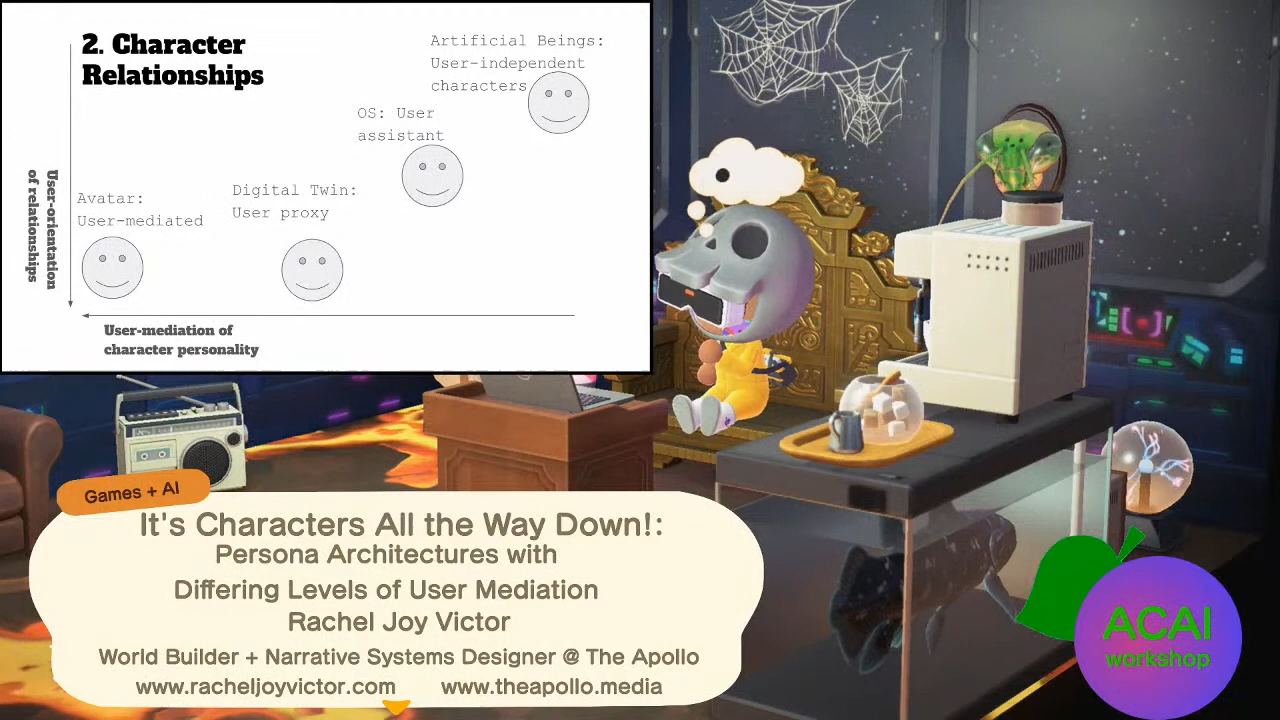 2. Character
Relationships
Artificial Beings:
User-independent
characters
OS: User
assistant
Digital Twin:
User proxy
Avatar:
User-mediated
User-orientation
of relationships
User-mediation of
character personality
Games + AI
It's Characters All the Way Down!:
Persona Architectures with
Differing Levels of User Mediation
Rachel Joy Victor
World Builder + Narrative Systems Designer @ The Apollo
www.racheljoyvictor.com www.theapollo.media
ACAI
workshop